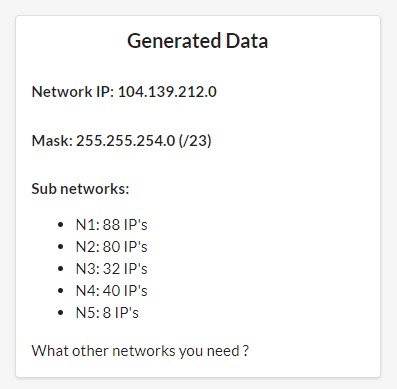 Generated Data
Network IP: 104.139.212.0
Mask: 255.255.254.0 (/23)
Sub networks:
• N1: 88 IP's
• N2: 80 IP's
• N3: 32 IP's
• N4: 40 IP's
• N5: 8 IP's
What other networks you need ?